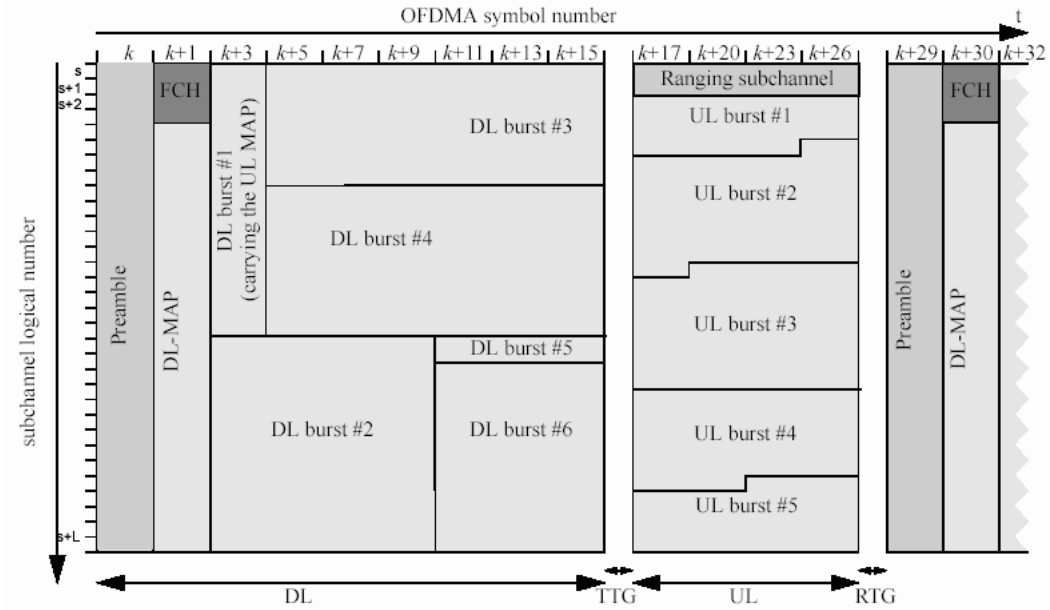 OFDMA symbol number
t
k
k+1
k+3
k+5
k+7
k+9
k+11
k+13
k+15
k+17
k+20
k+23
k+26
k+29
k+30
k+32
subchannel logical number
s
s+1
s+2
s+L
Preamble
FCH
DL-MAP
DL burst #1
(carrying the UL MAP)
DL burst #3
DL burst #4
DL burst #2
DL burst #5
DL burst #6
Ranging subchannel
UL burst #1
UL burst #2
UL burst #3
UL burst #4
UL burst #5
Preamble
FCH
DL-MAP
DL
TTG
UL
RTG